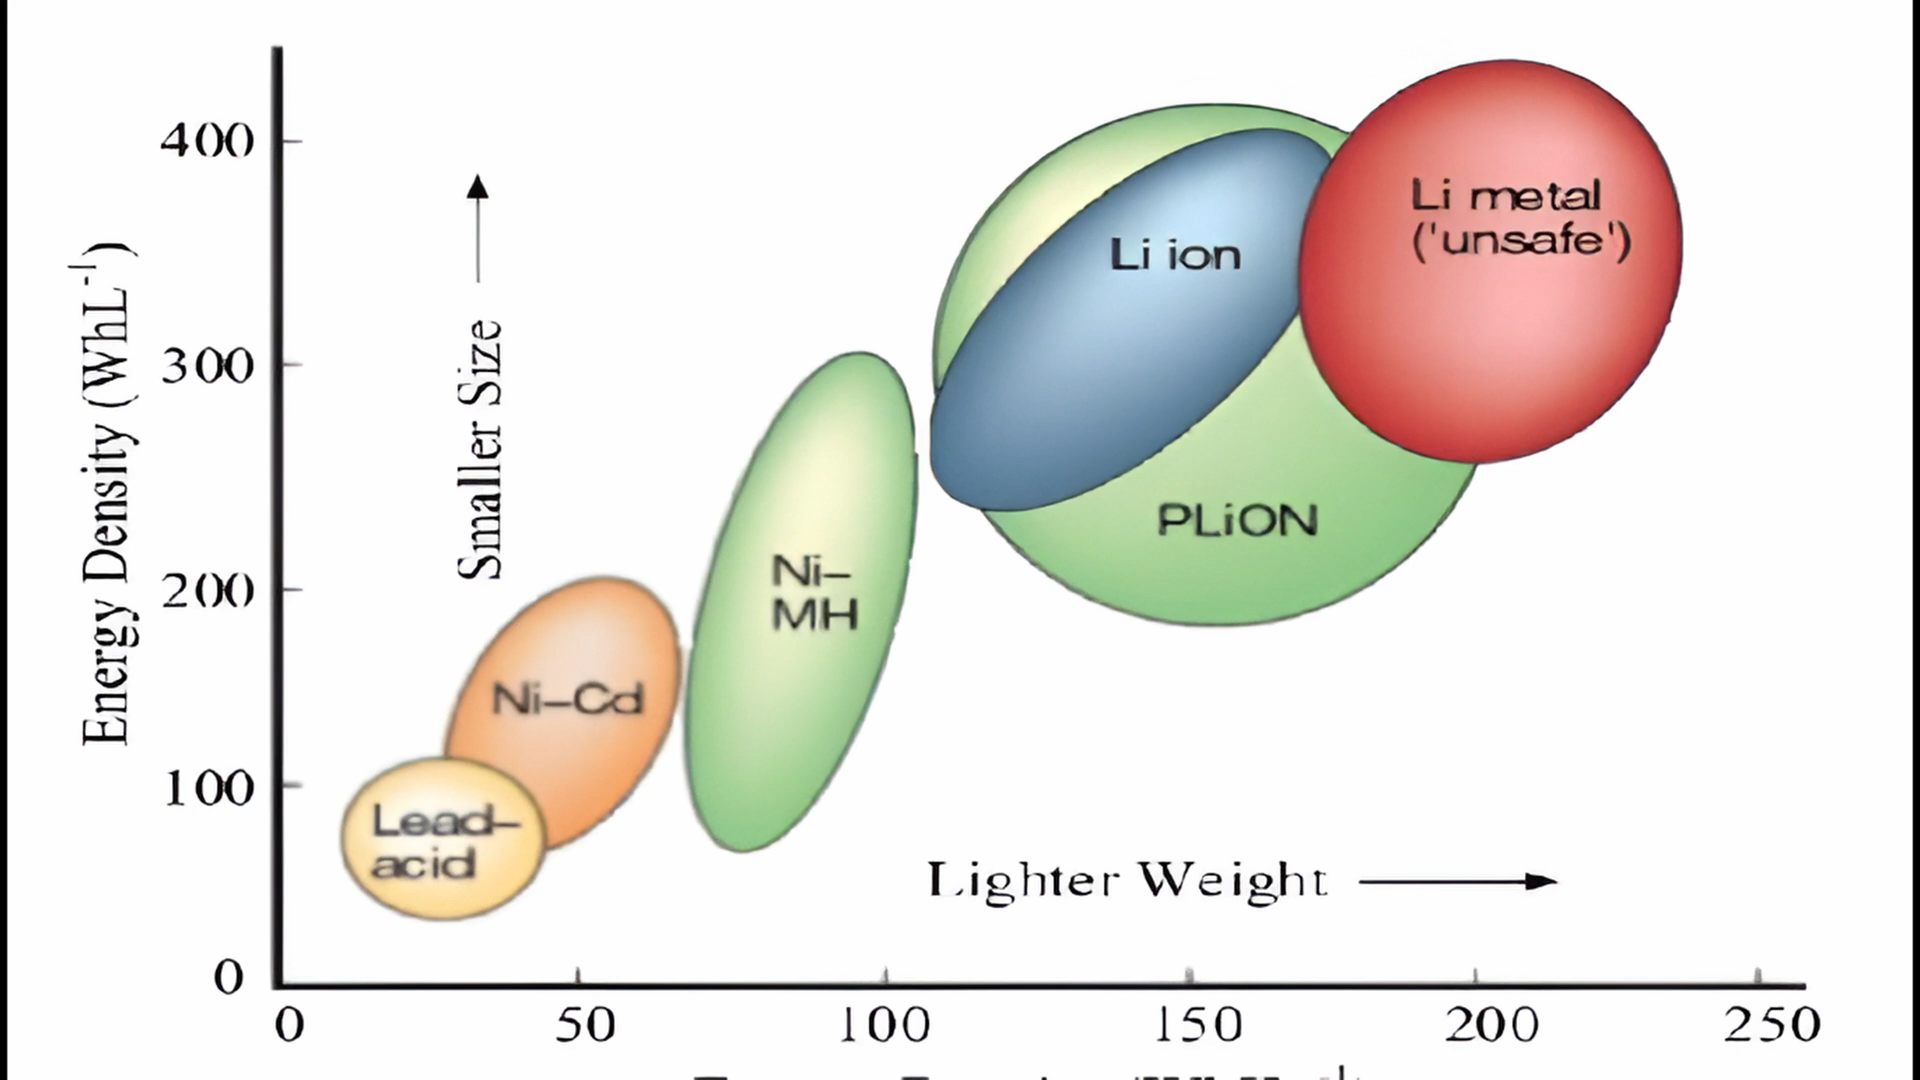 400
300
200
100
0
Energy Density (WhL⁻¹)
Smaller Size
Li metal
('unsafe')
Li ion
PLiON
Ni–
MH
Ni–Cd
Lead–
acid
Lighter Weight
0 50 100 150 200 250